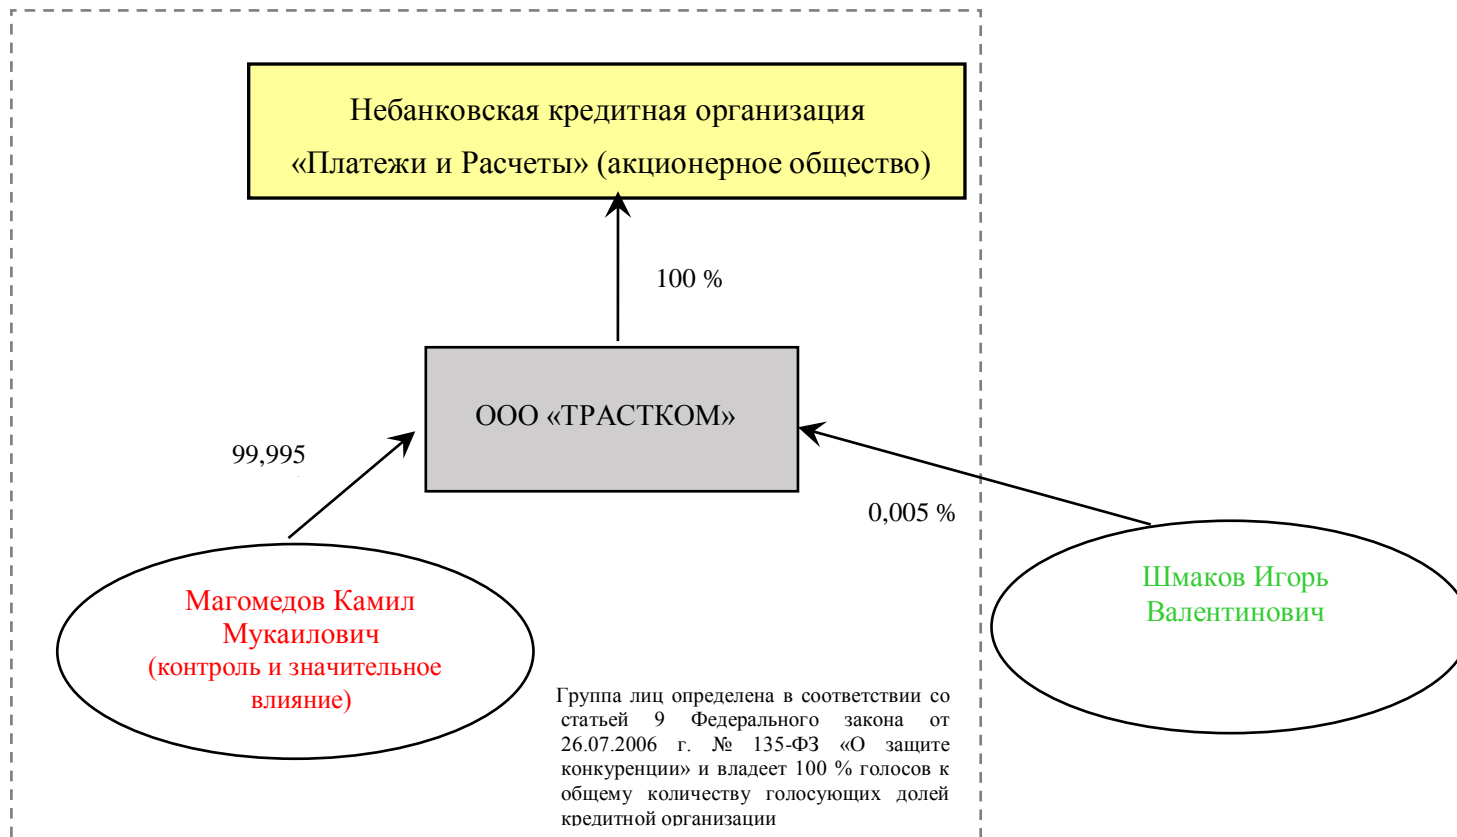 Небанковская кредитная организация
«Платежи и Расчеты» (акционерное общество)
100 %
ООО «ТРАСТКОМ»
99,995
0,005 %
Магомедов Камил
Мукаилович
(контроль и значительное
влияние)
Шмаков Игорь
Валентинович
Группа лиц определена в соответствии со
статьей 9 Федерального закона от
26.07.2006 г. № 135-ФЗ «О защите
конкуренции» и владеет 100 % голосов к
общему количеству голосующих долей
кредитной организации